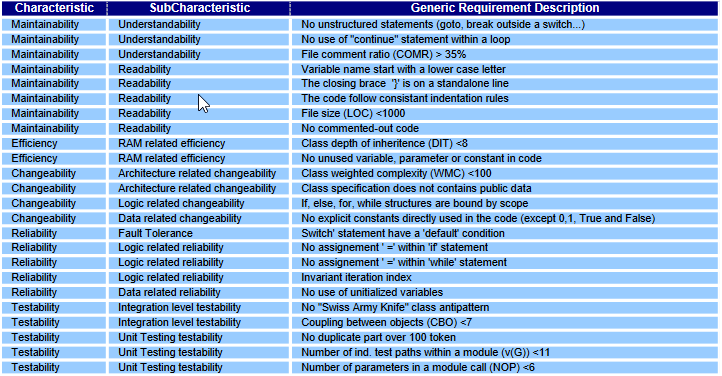 Characteristic SubCharacteristic Generic Requirement Description
Maintainability Understandability No unstructured statements (goto, break outside a switch...)
Maintainability Understandability No use of "continue" statement within a loop
Maintainability Understandability File comment ratio (COMR) > 35%
Maintainability Readability Variable name start with a lower case letter
Maintainability Readability The closing brace '}' is on a standalone line
Maintainability Readability The code follow consistant indentation rules
Maintainability Readability File size (LOC) <1000
Maintainability Readability No commented-out code
Efficiency RAM related efficiency Class depth of inheritence (DIT) <8
Efficiency RAM related efficiency No unused variable, parameter or constant in code
Changeability Architecture related changeability Class weighted complexity (WMC) <100
Changeability Architecture related changeability Class specification does not contains public data
Changeability Logic related changeability If, else, for, while structures are bound by scope
Changeability Data related changeability No explicit constants directly used in the code (except 0,1, True and False)
Reliability Fault Tolerance Switch' statement have a 'default' condition
Reliability Logic related reliability No assignement ' =' within 'if' statement
Reliability Logic related reliability No assignement ' =' within 'while' statement
Reliability Logic related reliability Invariant iteration index
Reliability Data related reliability No use of unitialized variables
Testability Integration level testability No "Swiss Army Knife" class antipattern
Testability Integration level testability Coupling between objects (CBO) <7
Testability Unit Testing testability No duplicate part over 100 token
Testability Unit Testing testability Number of ind. test paths within a module (v(G)) <11
Testability Unit Testing testability Number of parameters in a module call (NOP) <6